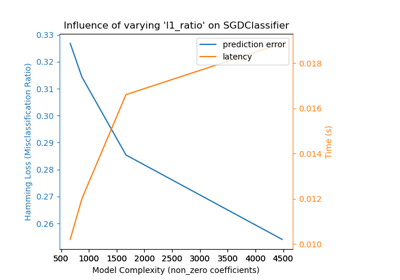 Influence of varying 'l1_ratio' on SGDClassifier
prediction error
latency
0.33
0.32
0.31
0.30
0.29
0.28
0.27
0.26
Hamming Loss (Misclassification Ratio)
0.018
0.016
0.014
0.012
0.010
Time (s)
500 1000 1500 2000 2500 3000 3500 4000 4500
Model Complexity (non_zero coefficients)